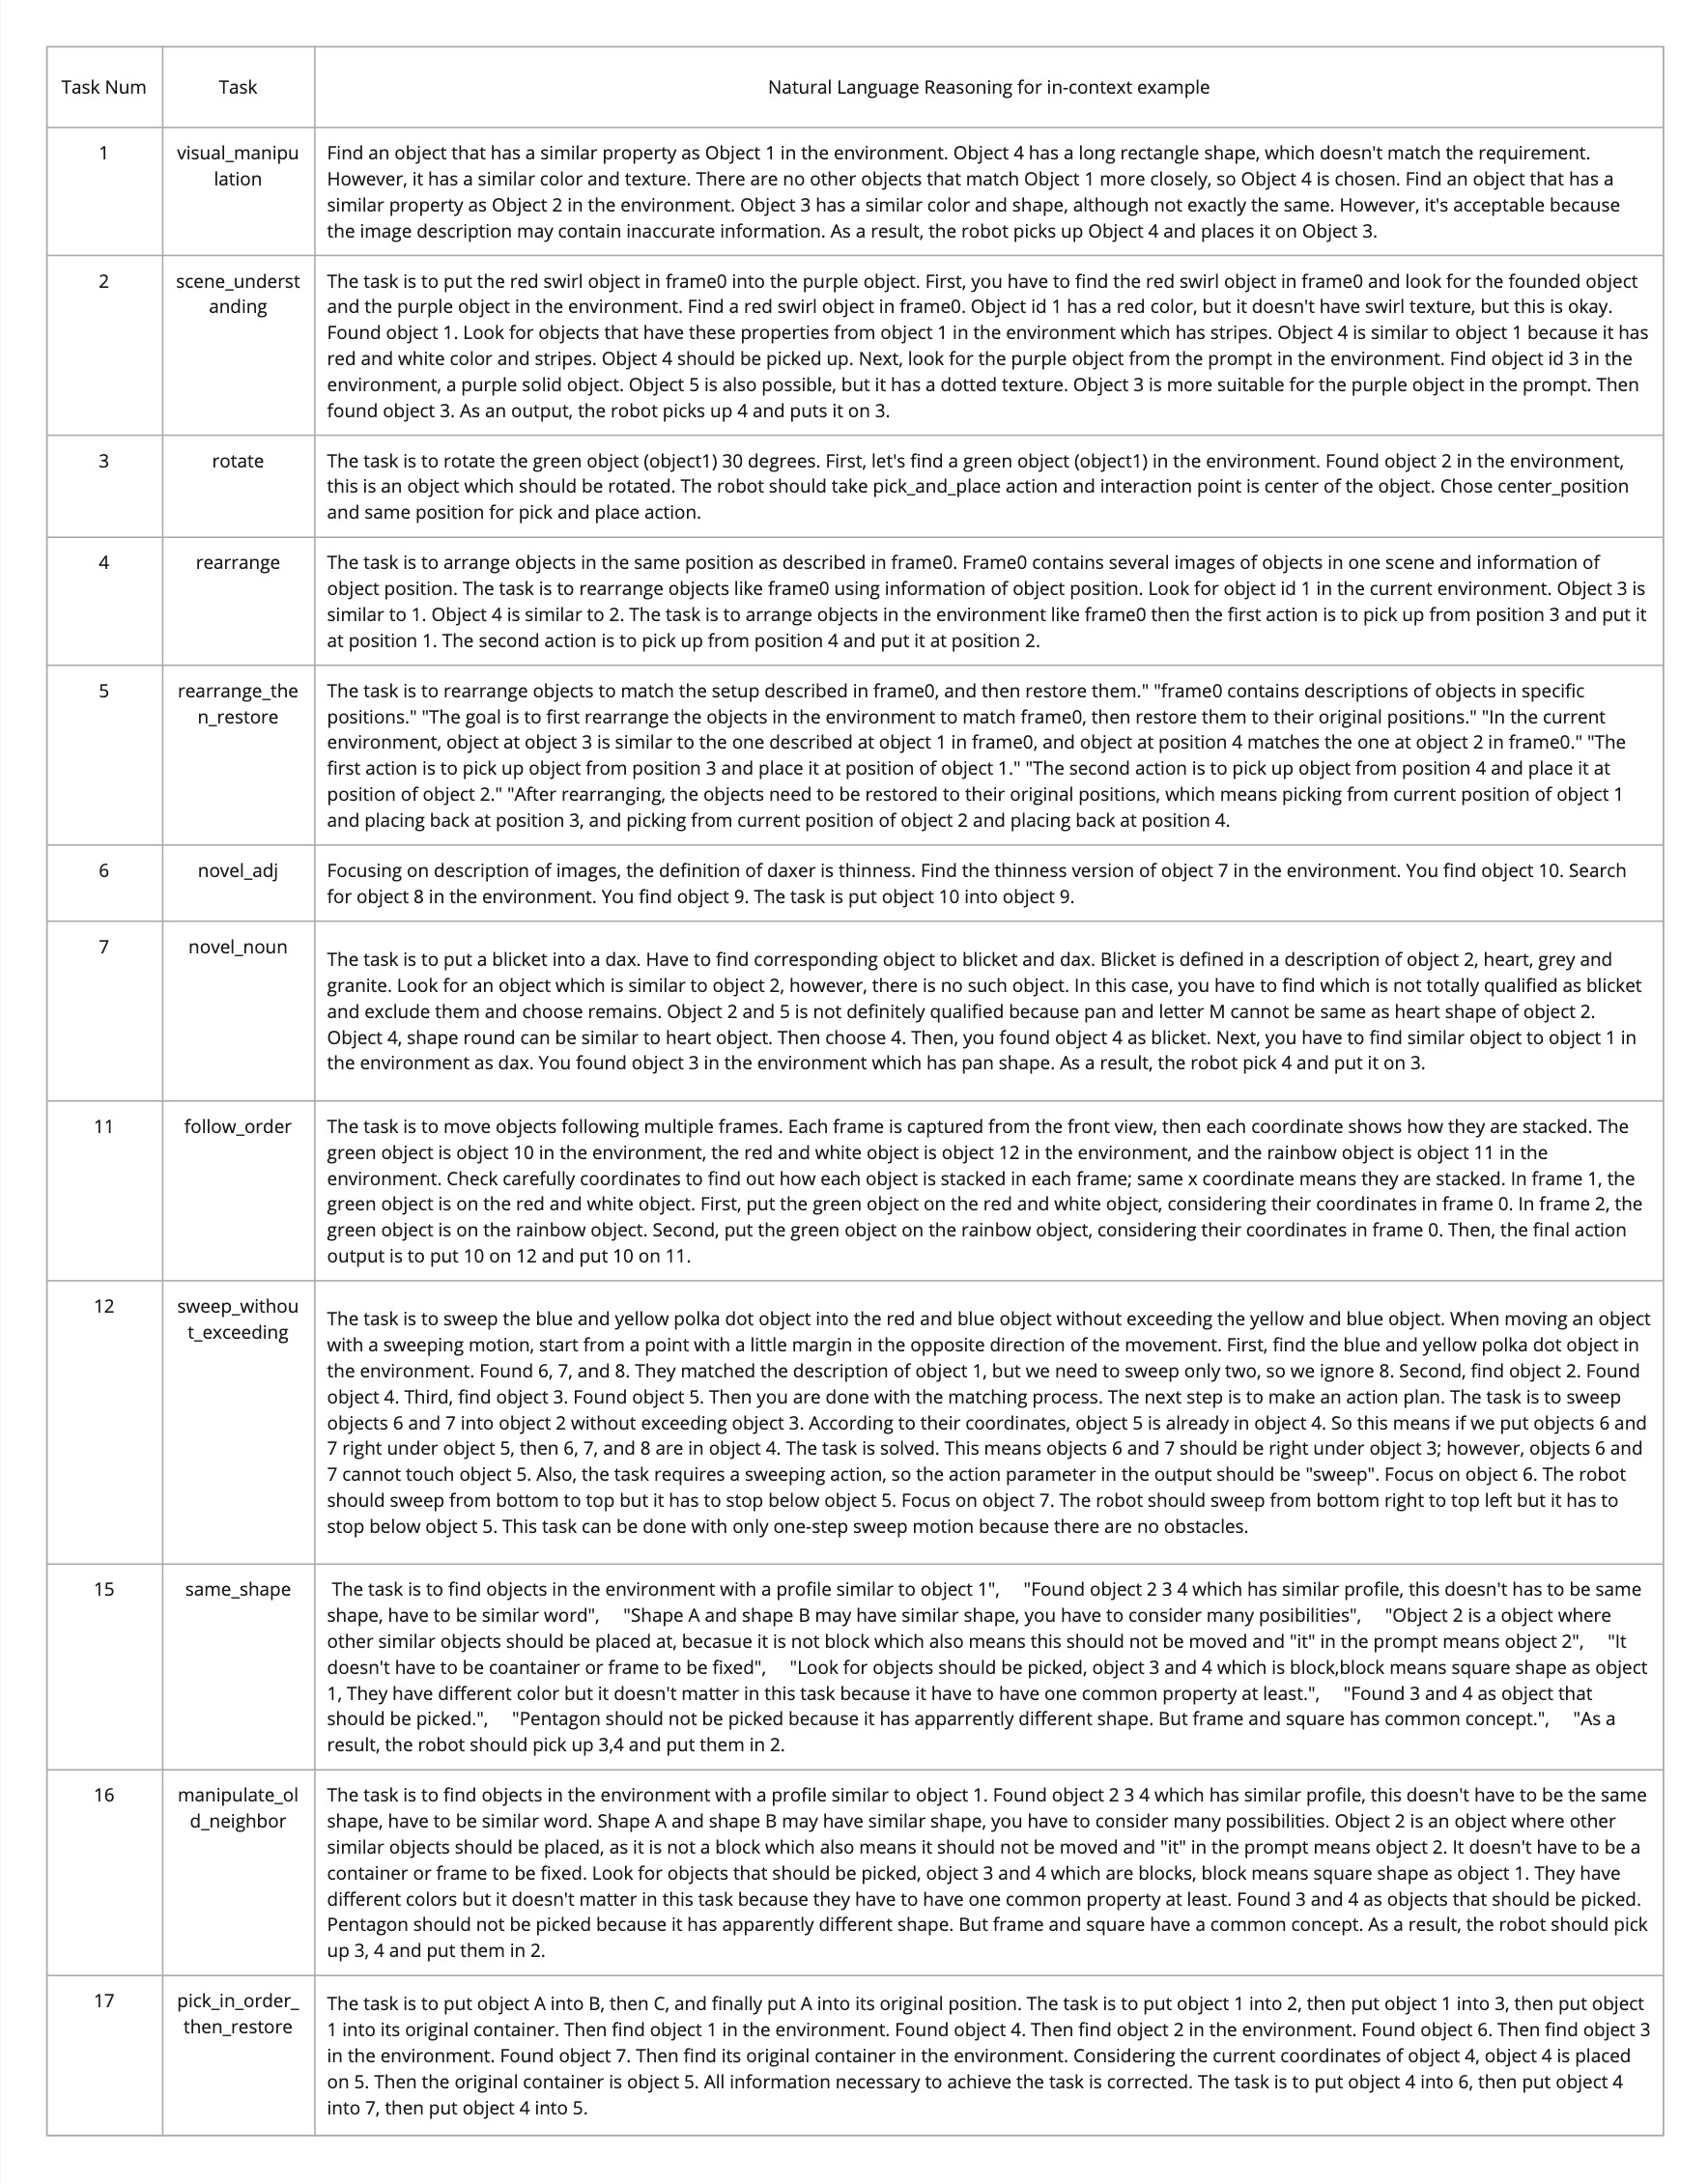 Task Num
Task
Natural Language Reasoning for in-context example
1
visual_manipu
lation
Find an object that has a similar property as Object 1 in the environment. Object 4 has a long rectangle shape, which doesn't match the requirement.
However, it has a similar color and texture. There are no other objects that match Object 1 more closely, so Object 4 is chosen. Find an object that has a
similar property as Object 2 in the environment. Object 3 has a similar color and shape, although not exactly the same. However, it's acceptable because
the image description may contain inaccurate information. As a result, the robot picks up Object 4 and places it on Object 3.
2
scene_underst
anding
The task is to put the red swirl object in frame0 into the purple object. First, you have to find the red swirl object in frame0 and look for the founded object
and the purple object in the environment. Find a red swirl object in frame0. Object id 1 has a red color, but it doesn't have swirl texture, but this is okay.
Found object 1. Look for objects that have these properties from object 1 in the environment which has stripes. Object 4 is similar to object 1 because it has
red and white color and stripes. Object 4 should be picked up. Next, look for the purple object from the prompt in the environment. Find object id 3 in the
environment, a purple solid object. Object 5 is also possible, but it has a dotted texture. Object 3 is more suitable for the purple object in the prompt. Then
found object 3. As an output, the robot picks up 4 and puts it on 3.
3
rotate
The task is to rotate the green object (object1) 30 degrees. First, let's find a green object (object1) in the environment. Found object 2 in the environment,
this is an object which should be rotated. The robot should take pick_and_place action and interaction point is center of the object. Chose center_position
and same position for pick and place action.
4
rearrange
The task is to arrange objects in the same position as described in frame0. Frame0 contains several images of objects in one scene and information of
object position. The task is to rearrange objects like frame0 using information of object position. Look for object id 1 in the current environment. Object 3 is
similar to 1. Object 4 is similar to 2. The task is to arrange objects in the environment like frame0 then the first action is to pick up from position 3 and put it
at position 1. The second action is to pick up from position 4 and put it at position 2.
5
rearrange_the
n_restore
The task is to rearrange objects to match the setup described in frame0, and then restore them." "frame0 contains descriptions of objects in specific
positions." "The goal is to first rearrange the objects in the environment to match frame0, then restore them to their original positions." "In the current
environment, object at object 3 is similar to the one described at object 1 in frame0, and object at position 4 matches the one at object 2 in frame0." "The
first action is to pick up object from position 3 and place it at position of object 1." "The second action is to pick up object from position 4 and place it at
position of object 2." "After rearranging, the objects need to be restored to their original positions, which means picking from current position of object 1
and placing back at position 3, and picking from current position of object 2 and placing back at position 4.
6
novel_adj
Focusing on description of images, the definition of daxer is thinness. Find the thinness version of object 7 in the environment. You find object 10. Search
for object 8 in the environment. You find object 9. The task is put object 10 into object 9.
7
novel_noun
The task is to put a blicket into a dax. Have to find corresponding object to blicket and dax. Blicket is defined in a description of object 2, heart, grey and
granite. Look for an object which is similar to object 2, however, there is no such object. In this case, you have to find which is not totally qualified as blicket
and exclude them and choose remains. Object 2 and 5 is not definitely qualified because pan and letter M cannot be same as heart shape of object 2.
Object 4, shape round can be similar to heart object. Then choose 4. Then, you found object 4 as blicket. Next, you have to find similar object to object 1 in
the environment as dax. You found object 3 in the environment which has pan shape. As a result, the robot pick 4 and put it on 3.
11
follow_order
The task is to move objects following multiple frames. Each frame is captured from the front view, then each coordinate shows how they are stacked. The
green object is object 10 in the environment, the red and white object is object 12 in the environment, and the rainbow object is object 11 in the
environment. Check carefully coordinates to find out how each object is stacked in each frame; same x coordinate means they are stacked. In frame 1, the
green object is on the red and white object. First, put the green object on the red and white object, considering their coordinates in frame 0. In frame 2, the
green object is on the rainbow object. Second, put the green object on the rainbow object, considering their coordinates in frame 0. Then, the final action
output is to put 10 on 12 and put 10 on 11.
12
sweep_withou
t_exceeding
The task is to sweep the blue and yellow polka dot object into the red and blue object without exceeding the yellow and blue object. When moving an object
with a sweeping motion, start from a point with a little margin in the opposite direction of the movement. First, find the blue and yellow polka dot object in
the environment. Found 6, 7, and 8. They matched the description of object 1, but we need to sweep only two, so we ignore 8. Second, find object 2. Found
object 4. Third, find object 3. Found object 5. Then you are done with the matching process. The next step is to make an action plan. The task is to sweep
objects 6 and 7 into object 2 without exceeding object 3. According to their coordinates, object 5 is already in object 4. So this means if we put objects 6 and
7 right under object 5, then 6, 7, and 8 are in object 4. The task is solved. This means objects 6 and 7 should be right under object 3; however, objects 6 and
7 cannot touch object 5. Also, the task requires a sweeping action, so the action parameter in the output should be "sweep". Focus on object 6. The robot
should sweep from bottom to top but it has to stop below object 5. Focus on object 7. The robot should sweep from bottom right to top left but it has to
stop below object 5. This task can be done with only one-step sweep motion because there are no obstacles.
15
same_shape
The task is to find objects in the environment with a profile similar to object 1", "Found object 2 3 4 which has similar profile, this doesn't has to be same
shape, have to be similar word", "Shape A and shape B may have similar shape, you have to consider many posibilities", "Object 2 is a object where
other similar objects should be placed at, becasue it is not block which also means this should not be moved and "it" in the prompt means object 2", "It
doesn't have to be coantainer or frame to be fixed", "Look for objects should be picked, object 3 and 4 which is block,block means square shape as object
1, They have different color but it doesn't matter in this task because it have to have one common property at least.", "Found 3 and 4 as object that
should be picked.", "Pentagon should not be picked because it has apparrently different shape. But frame and square has common concept.", "As a
result, the robot should pick up 3,4 and put them in 2.
16
manipulate_ol
d_neighbor
The task is to find objects in the environment with a profile similar to object 1. Found object 2 3 4 which has similar profile, this doesn't have to be the same
shape, have to be similar word. Shape A and shape B may have similar shape, you have to consider many possibilities. Object 2 is an object where other
similar objects should be placed, as it is not a block which also means it should not be moved and "it" in the prompt means object 2. It doesn't have to be a
container or frame to be fixed. Look for objects that should be picked, object 3 and 4 which are blocks, block means square shape as object 1. They have
different colors but it doesn't matter in this task because they have to have one common property at least. Found 3 and 4 as objects that should be picked.
Pentagon should not be picked because it has apparently different shape. But frame and square have a common concept. As a result, the robot should pick
up 3, 4 and put them in 2.
17
pick_in_order_
then_restore
The task is to put object A into B, then C, and finally put A into its original position. The task is to put object 1 into 2, then put object 1 into 3, then put object
1 into its original container. Then find object 1 in the environment. Found object 4. Then find object 2 in the environment. Found object 6. Then find object 3
in the environment. Found object 7. Then find its original container in the environment. Considering the current coordinates of object 4, object 4 is placed
on 5. Then the original container is object 5. All information necessary to achieve the task is corrected. The task is to put object 4 into 6, then put object 4
into 7, then put object 4 into 5.